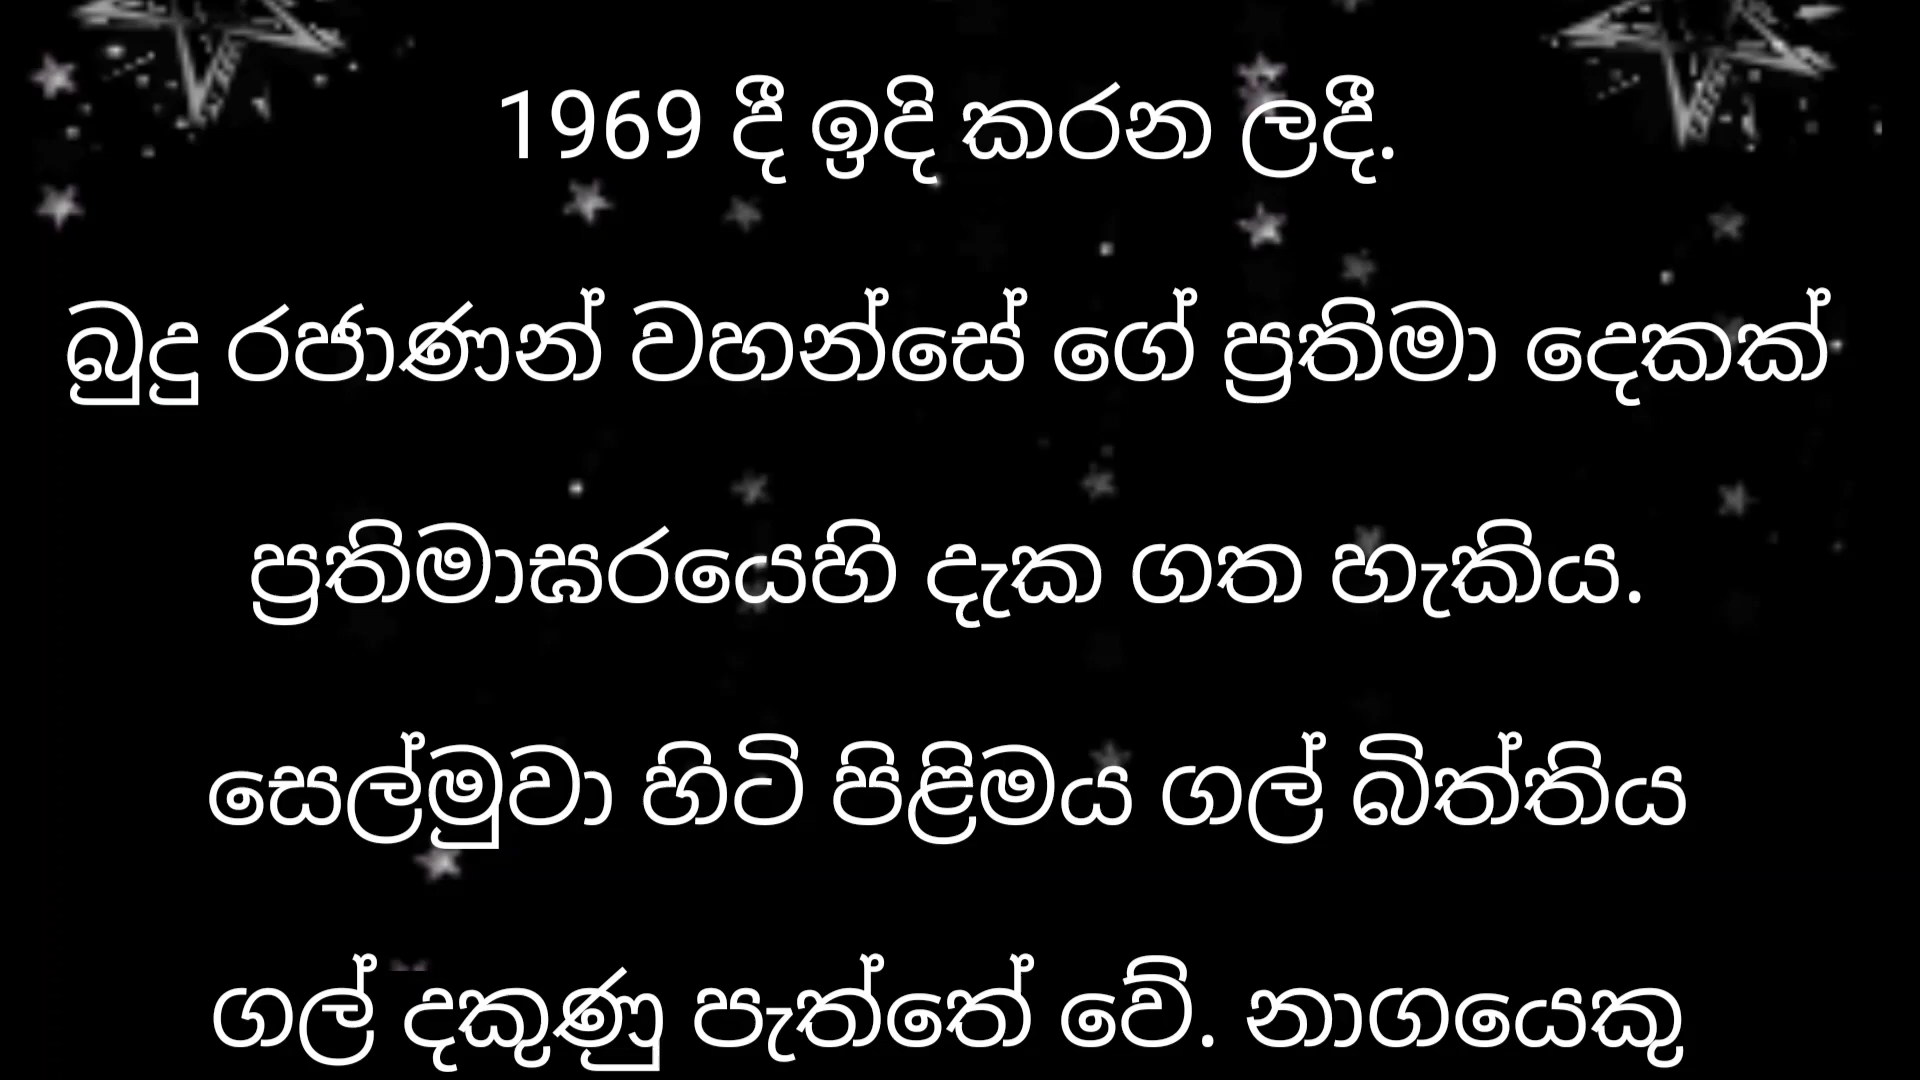 1969 දී ඉදි කරන ලදී.
බුදු රජාණන් වහන්සේ ගේ ප්‍රතිමා දෙකක්
ප්‍රතිමාඝරයෙහි දැක ගත හැකිය.
සෙල්මුවා හිටි පිළිමය ගල් බිත්තිය
ගල් දකුණු පැත්තේ වේ. නාගයෙකු